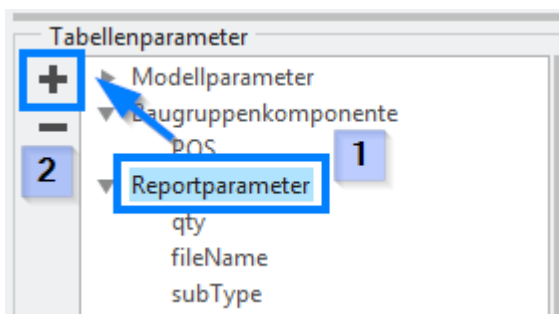 Tabellenparameter
Modellparameter
Baugruppenkomponente
POS
1
2
Reportparameter
qty
fileName
subType